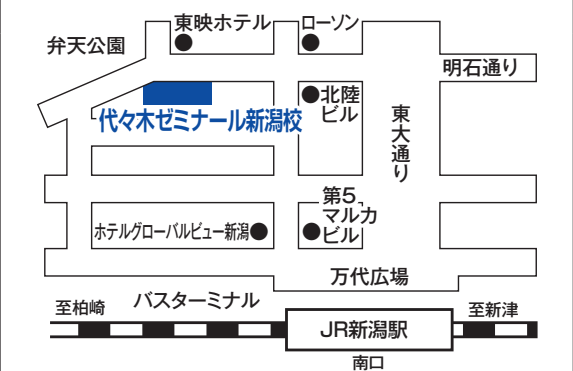 東映ホテル
ローソン
弁天公園
明石通り
北陸
ビル
代々木ゼミナール新潟校
東大通り
第5
マルカ
ビル
ホテルグローバルビュー新潟
万代広場
バスターミナル
至柏崎
至新津
JR新潟駅
南口